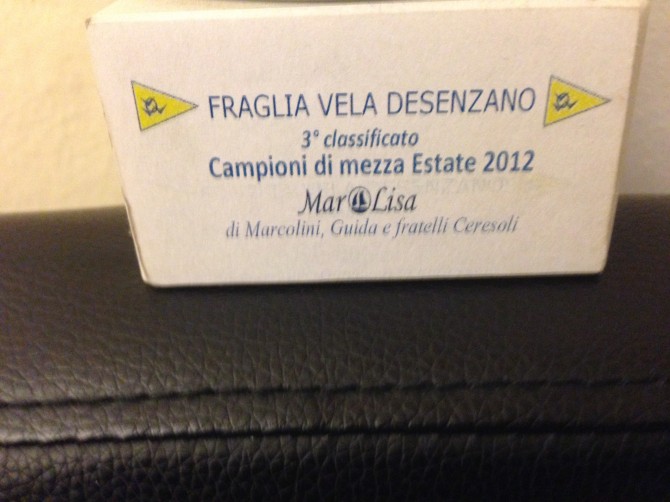 FRAGLIA VELA DESENZANO
3° classificato
Campioni di mezza Estate 2012
Mar Lisa
di Marcolini, Guida e fratelli Ceresoli